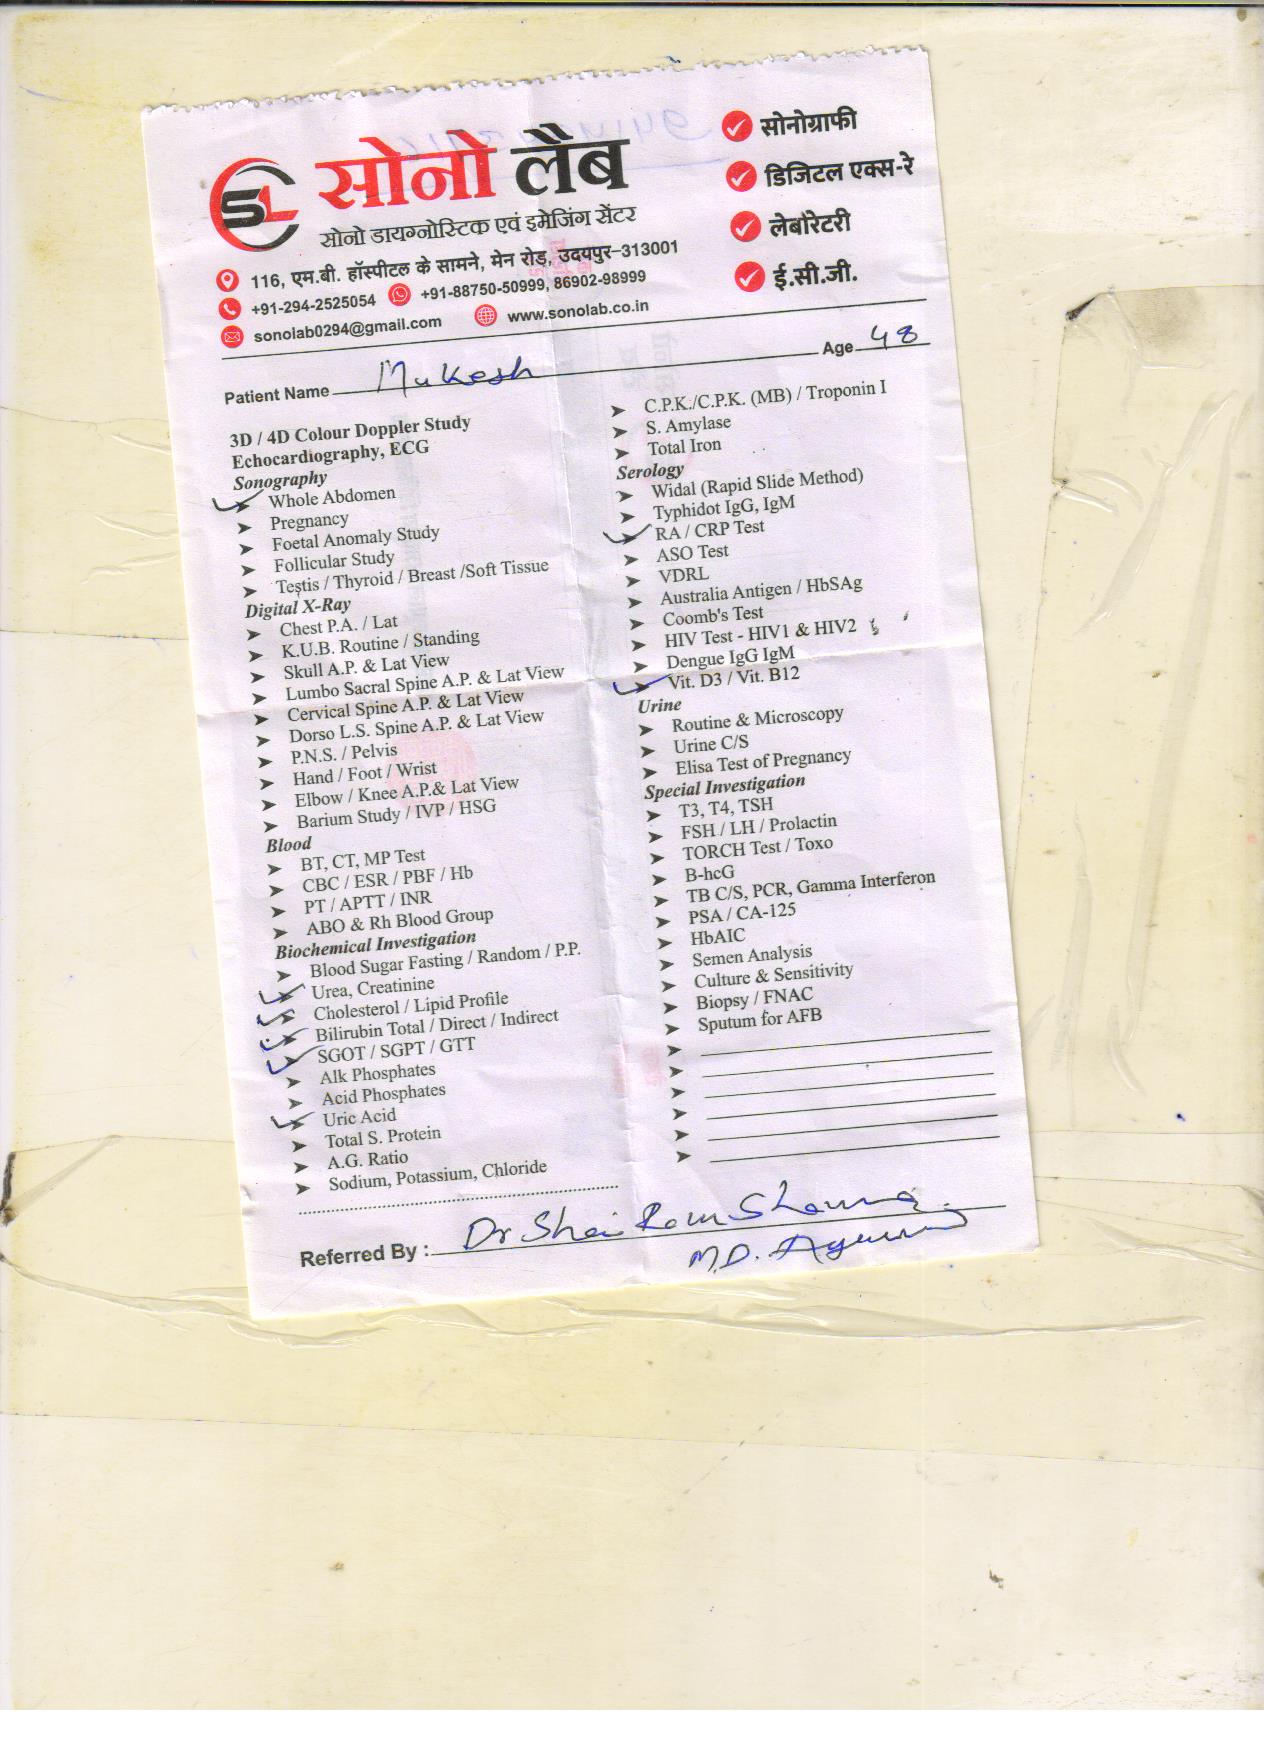 SL सोनो लैब
सोनो डायग्नोस्टिक एवं इमेजिंग सेंटर
116, एम.बी. हॉस्पीटल के सामने, मेन रोड़, उदयपुर-313001
+91-294-2525054 +91-88750-50999, 86902-98999
sonolab0294@gmail.com www.sonolab.co.in
सोनोग्राफी
डिजिटल एक्स-रे
लेबोरेटरी
ई.सी.जी.
Patient Name Mukesh Age 48
3D / 4D Colour Doppler Study
Echocardiography, ECG
Sonography
Whole Abdomen
Pregnancy
Foetal Anomaly Study
Follicular Study
Testis / Thyroid / Breast /Soft Tissue
Digital X-Ray
Chest P.A. / Lat
K.U.B. Routine / Standing
Skull A.P. & Lat View
Lumbo Sacral Spine A.P. & Lat View
Cervical Spine A.P. & Lat View
Dorso L.S. Spine A.P. & Lat View
P.N.S. / Pelvis
Hand / Foot / Wrist
Elbow / Knee A.P.& Lat View
Barium Study / IVP / HSG
Blood
BT, CT, MP Test
CBC / ESR / PBF / Hb
PT / APTT / INR
ABO & Rh Blood Group
Biochemical Investigation
Blood Sugar Fasting / Random / P.P.
Urea, Creatinine
Cholesterol / Lipid Profile
Bilirubin Total / Direct / Indirect
SGOT / SGPT / GTT
Alk Phosphates
Acid Phosphates
Uric Acid
Total S. Protein
A.G. Ratio
Sodium, Potassium, Chloride
C.P.K./C.P.K. (MB) / Troponin I
S. Amylase
Total Iron
Serology
Widal (Rapid Slide Method)
Typhidot IgG, IgM
RA / CRP Test
ASO Test
VDRL
Australia Antigen / HbSAg
Coomb's Test
HIV Test - HIV1 & HIV2
Dengue IgG IgM
Vit. D3 / Vit. B12
Urine
Routine & Microscopy
Urine C/S
Elisa Test of Pregnancy
Special Investigation
T3, T4, TSH
FSH / LH / Prolactin
TORCH Test / Toxo
B-hcG
TB C/S, PCR, Gamma Interferon
PSA / CA-125
HbAIC
Semen Analysis
Culture & Sensitivity
Biopsy / FNAC
Sputum for AFB
Referred By : Dr Shri Ram Sharma
M.D.